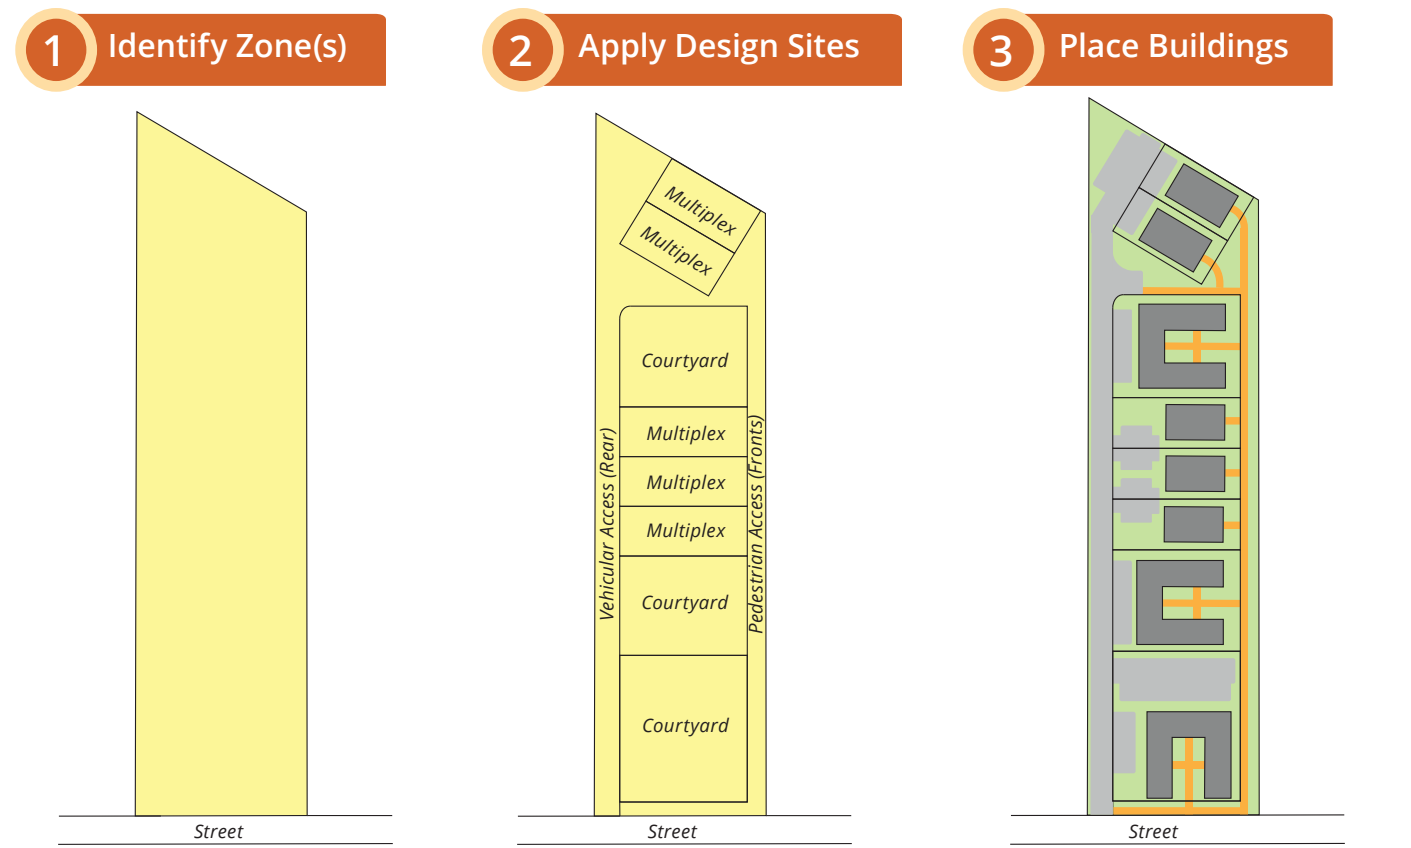 1 Identify Zone(s)
2 Apply Design Sites
3 Place Buildings
Multiplex
Multiplex
Courtyard
Multiplex
Multiplex
Multiplex
Courtyard
Courtyard
Vehicular Access (Rear)
Pedestrian Access (Fronts)
Street
Street
Street